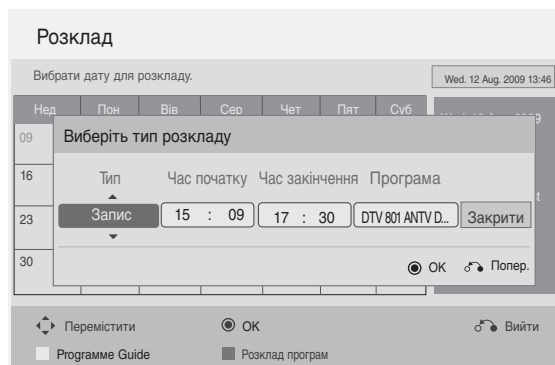 Розклад
Вибрати дату для розкладу.
Wed. 12 Aug. 2009 13:46
Нед Пон Вів Сер Чет Пят Суб
09
Виберіть тип розкладу
16
Тип Час початку Час закінчення Програма
23
Запис 15 : 09 17 : 30 DTV 801 ANTV D... Закрити
30
OK Попер.
Перемістити OK Вийти
Programme Guide Розклад програм